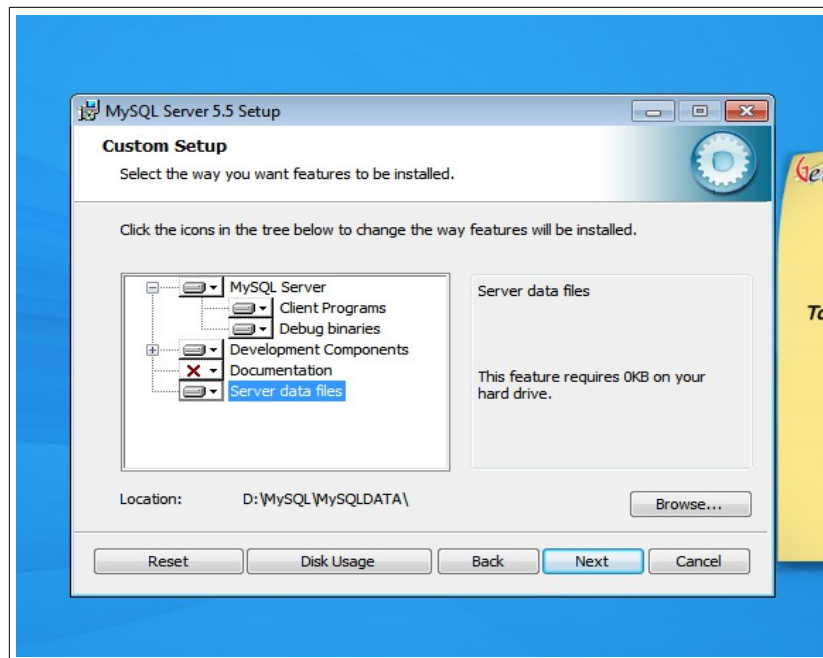 MySQL Server 5.5 Setup
Custom Setup
Select the way you want features to be installed.
Click the icons in the tree below to change the way features will be installed.
MySQL Server
Client Programs
Debug binaries
Development Components
Documentation
Server data files
Server data files
This feature requires 0KB on your
hard drive.
Location: D:\MySQL\MySQLDATA\
Browse...
Reset Disk Usage Back Next Cancel